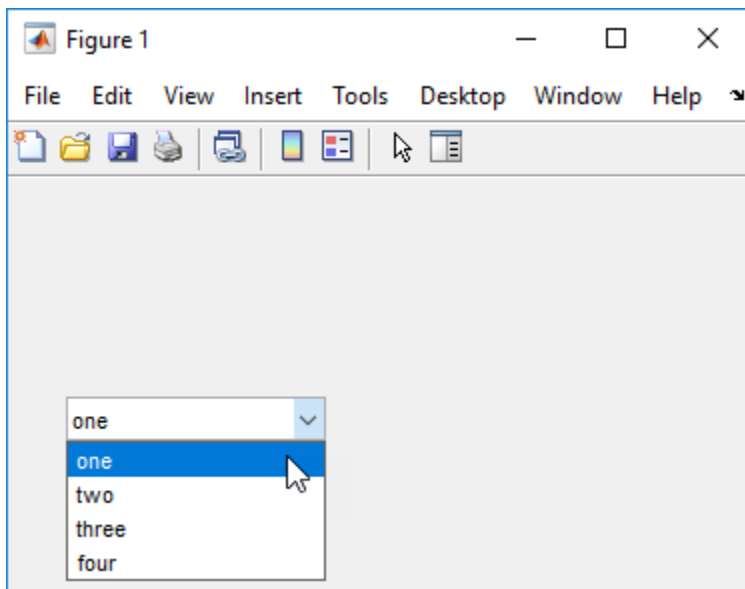 Figure 1
File Edit View Insert Tools Desktop Window Help
one
one
two
three
four